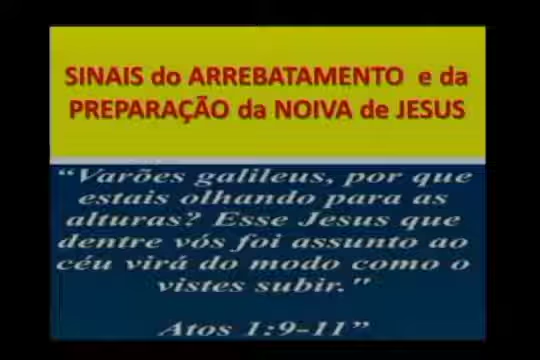 SINAIS do ARREBATAMENTO e da
PREPARAÇÃO da NOIVA de JESUS
“Varões galileus, por que
estais olhando para as
alturas? Esse Jesus que
dentre vós foi assunto ao
céu virá do modo como o
vistes subir."
Atos 1:9-11”